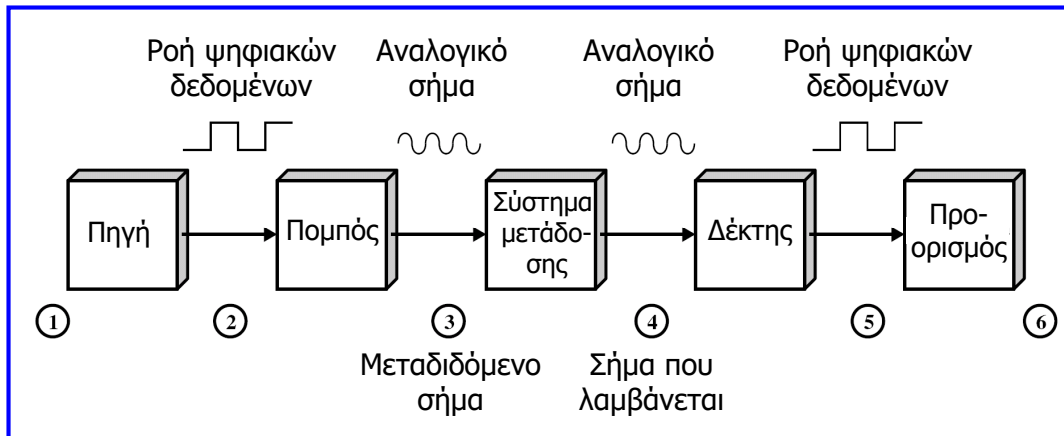 Ροή ψηφιακών
δεδομένων
Αναλογικό
σήμα
Αναλογικό
σήμα
Ροή ψηφιακών
δεδομένων
Πηγή
Πομπός
Σύστημα
μετάδο-
σης
Δέκτης
Προ-
ορισμός
1
2
3
4
5
6
Μεταδιδόμενο
σήμα
Σήμα που
λαμβάνεται